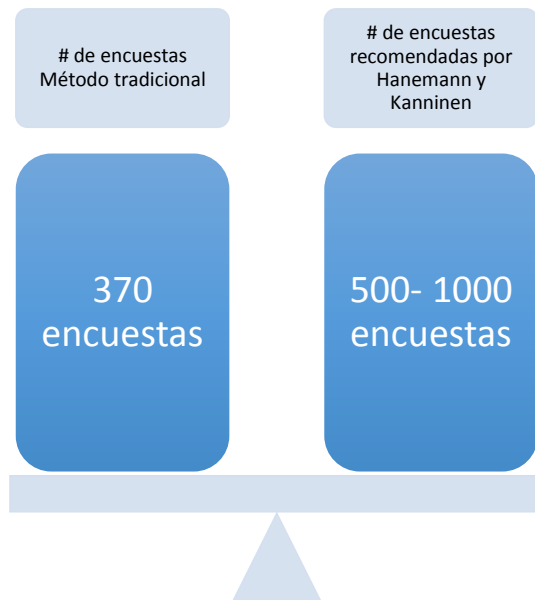 # de encuestas
Método tradicional
# de encuestas
recomendadas por
Hanemann y
Kanninen
370
encuestas
500- 1000
encuestas